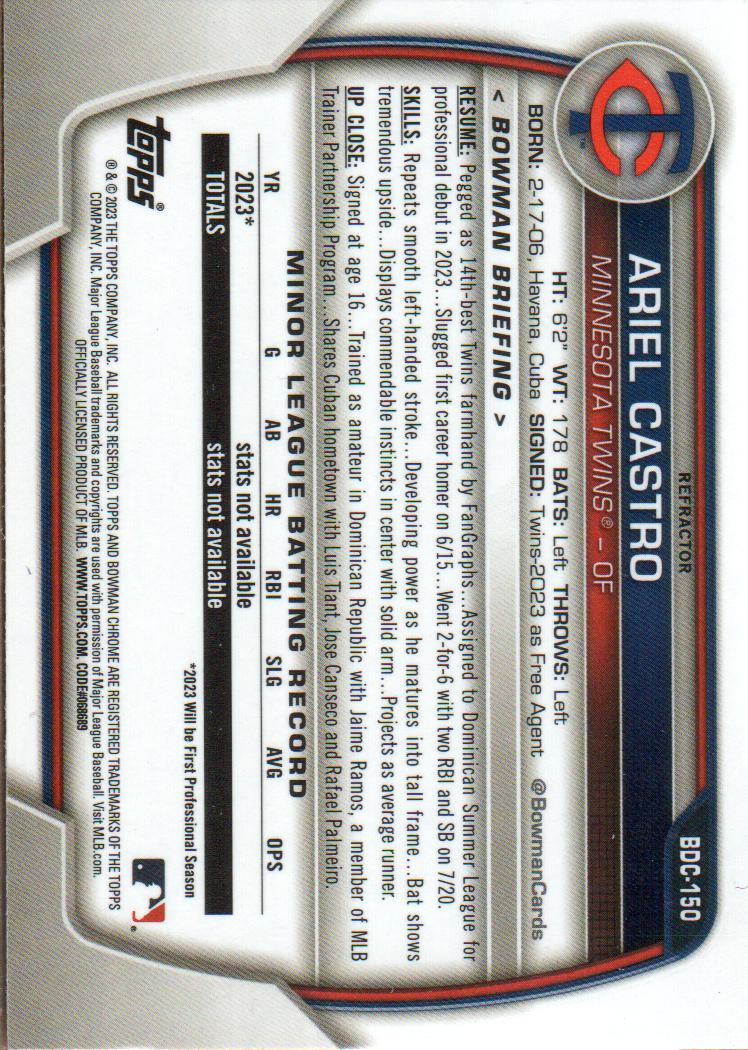 REFRACTOR
BDC-150
ARIEL CASTRO
MINNESOTA TWINS® – OF
TC™
HT: 6'2" WT: 178 BATS: Left THROWS: Left
BORN: 2-17-06, Havana, Cuba SIGNED: Twins-2023 as Free Agent @BowmanCards
< BOWMAN BRIEFING >
RESUME: Pegged as 14th-best Twins farmhand by FanGraphs...Assigned to Dominican Summer League for
professional debut in 2023...Slugged first career homer on 6/15...Went 2-for-6 with two RBI and SB on 7/20.
SKILLS: Repeats smooth left-handed stroke...Developing power as he matures into tall frame...Bat shows
tremendous upside...Displays commendable instincts in center with solid arm...Projects as average runner.
UP CLOSE: Signed at age 16...Trained as amateur in Dominican Republic with Jaime Ramos, a member of MLB
Trainer Partnership Program...Shares Cuban hometown with Luis Tiant, Jose Canseco and Rafael Palmeiro.
MINOR LEAGUE BATTING RECORD
YR G AB HR RBI SLG AVG OPS
2023* stats not available
TOTALS stats not available
*2023 Will be First Professional Season
topps®
® & © 2023 THE TOPPS COMPANY, INC. ALL RIGHTS RESERVED. TOPPS AND BOWMAN CHROME ARE REGISTERED TRADEMARKS OF THE TOPPS
COMPANY, INC. Major League Baseball trademarks and copyrights are used with permission of Major League Baseball. Visit MLB.com.
OFFICIALLY LICENSED PRODUCT OF MLB. WWW.TOPPS.COM. CODE#068689